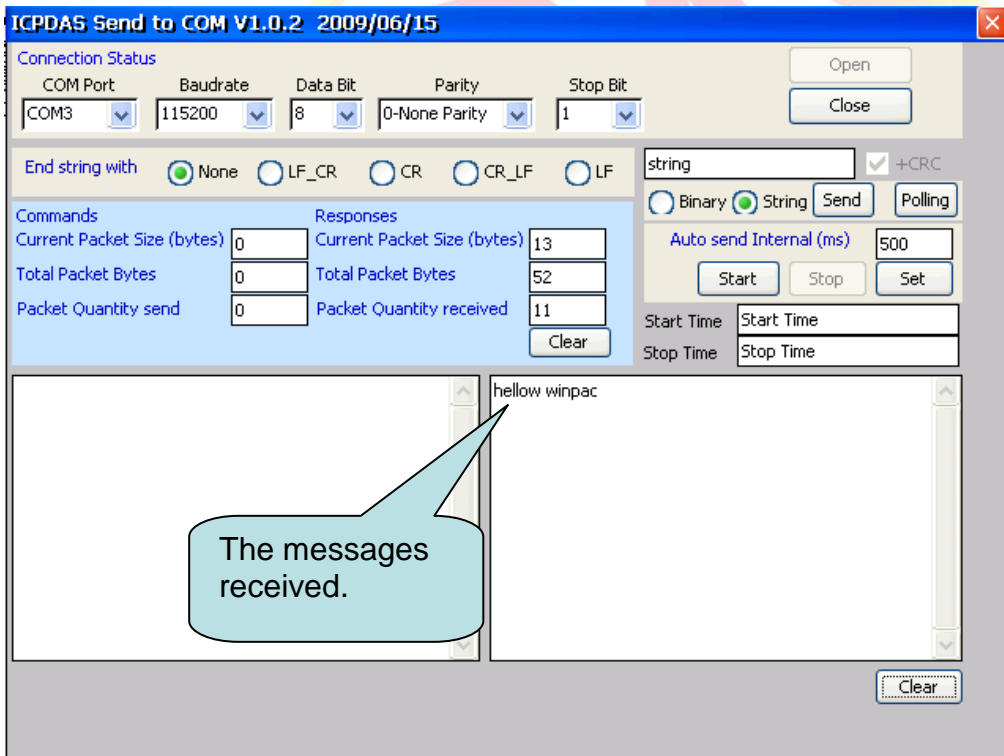 ICPDAS Send to COM V1.0.2 2009/06/15
Connection Status
COM Port Baudrate Data Bit Parity Stop Bit
COM3 115200 8 0-None Parity 1
Open
Close
End string with None LF_CR CR CR_LF LF
string +CRC
Binary String Send Polling
Commands Responses
Current Packet Size (bytes) 0 Current Packet Size (bytes) 13
Total Packet Bytes 0 Total Packet Bytes 52
Packet Quantity send 0 Packet Quantity received 11
Clear
Auto send Internal (ms) 500
Start Stop Set
Start Time Start Time
Stop Time Stop Time
hellow winpac
The messages
received.
Clear